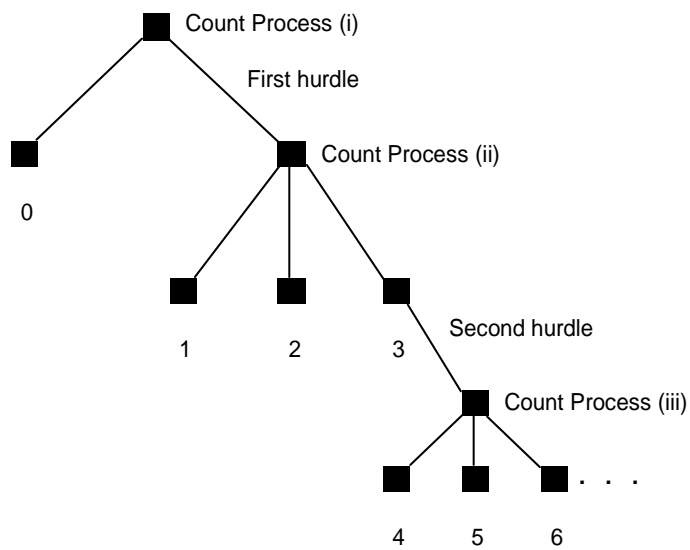 Count Process (i)
First hurdle
Count Process (ii)
0
1 2 3
Second hurdle
Count Process (iii)
. . .
4 5 6